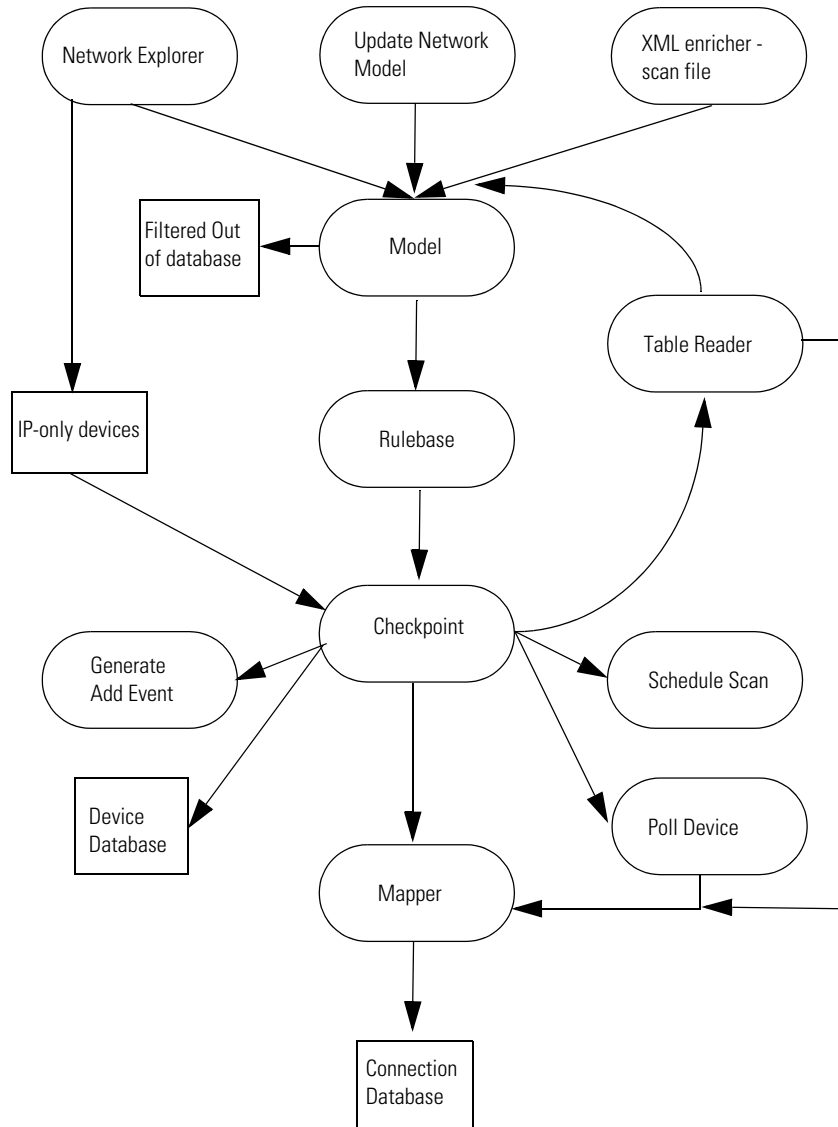 Network Explorer
Update Network
Model
XML enricher -
scan file
Filtered Out
of database
Model
Table Reader
IP-only devices
Rulebase
Checkpoint
Generate
Add Event
Schedule Scan
Device
Database
Poll Device
Mapper
Connection
Database